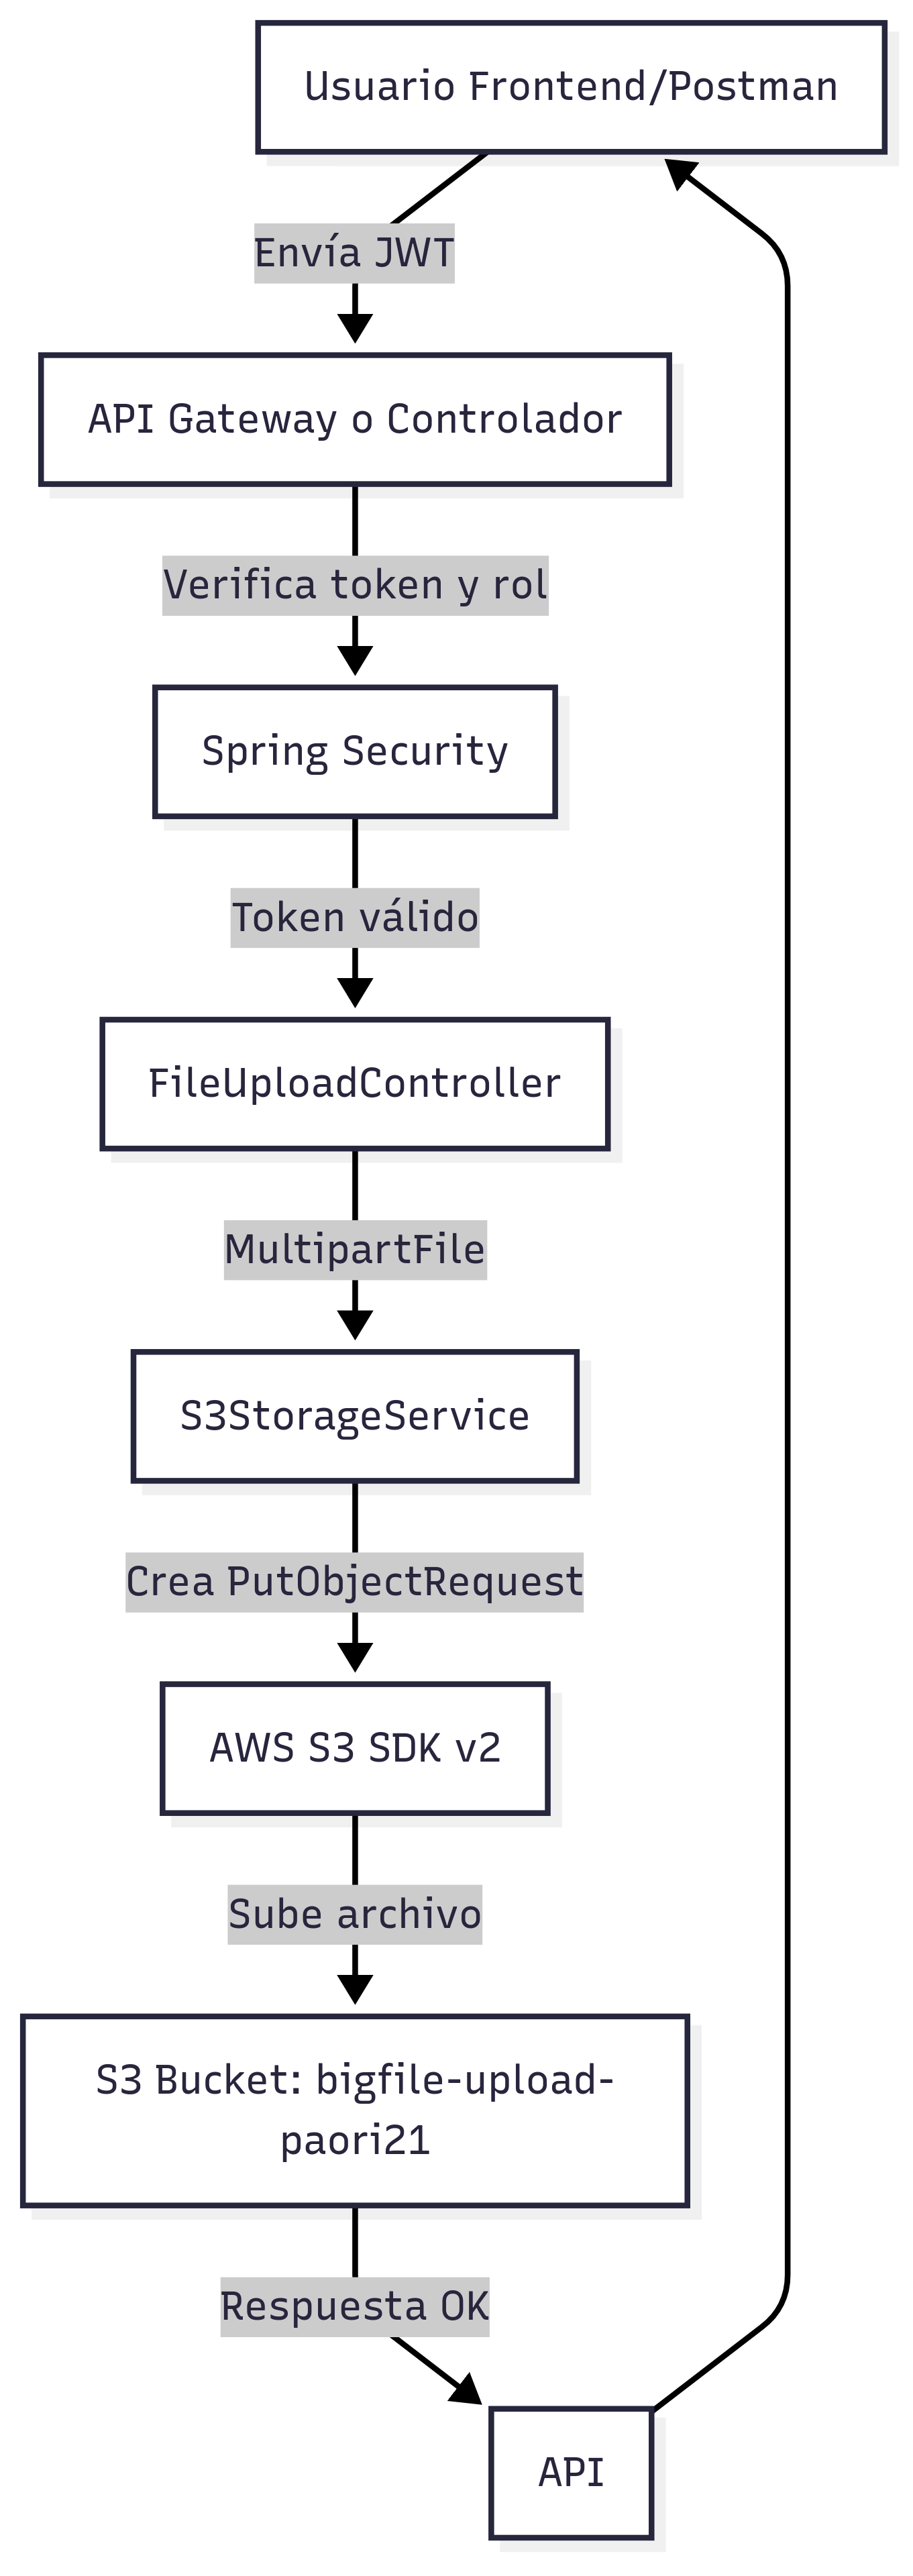 Usuario Frontend/Postman
Envía JWT
API Gateway o Controlador
Verifica token y rol
Spring Security
Token válido
FileUploadController
MultipartFile
S3StorageService
Crea PutObjectRequest
AWS S3 SDK v2
Sube archivo
S3 Bucket: bigfile-upload-
paori21
Respuesta OK
API